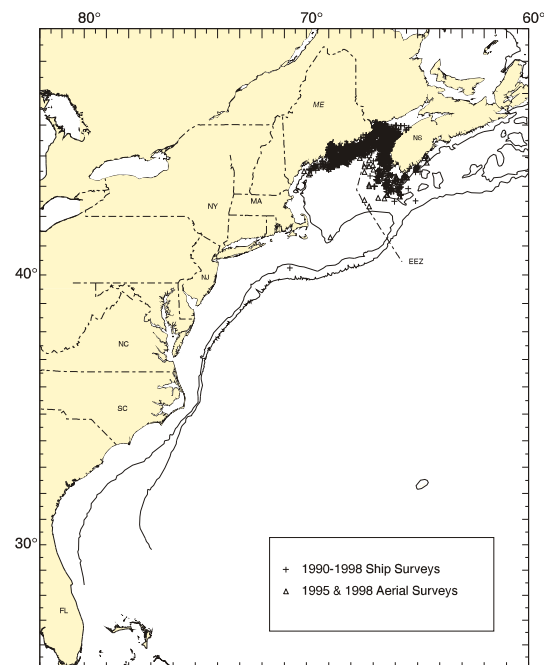 80° 70° 60°
ME
NS
NY MA
EEZ
40° NJ
NC
SC
30°
+ 1990-1998 Ship Surveys
△ 1995 & 1998 Aerial Surveys
FL